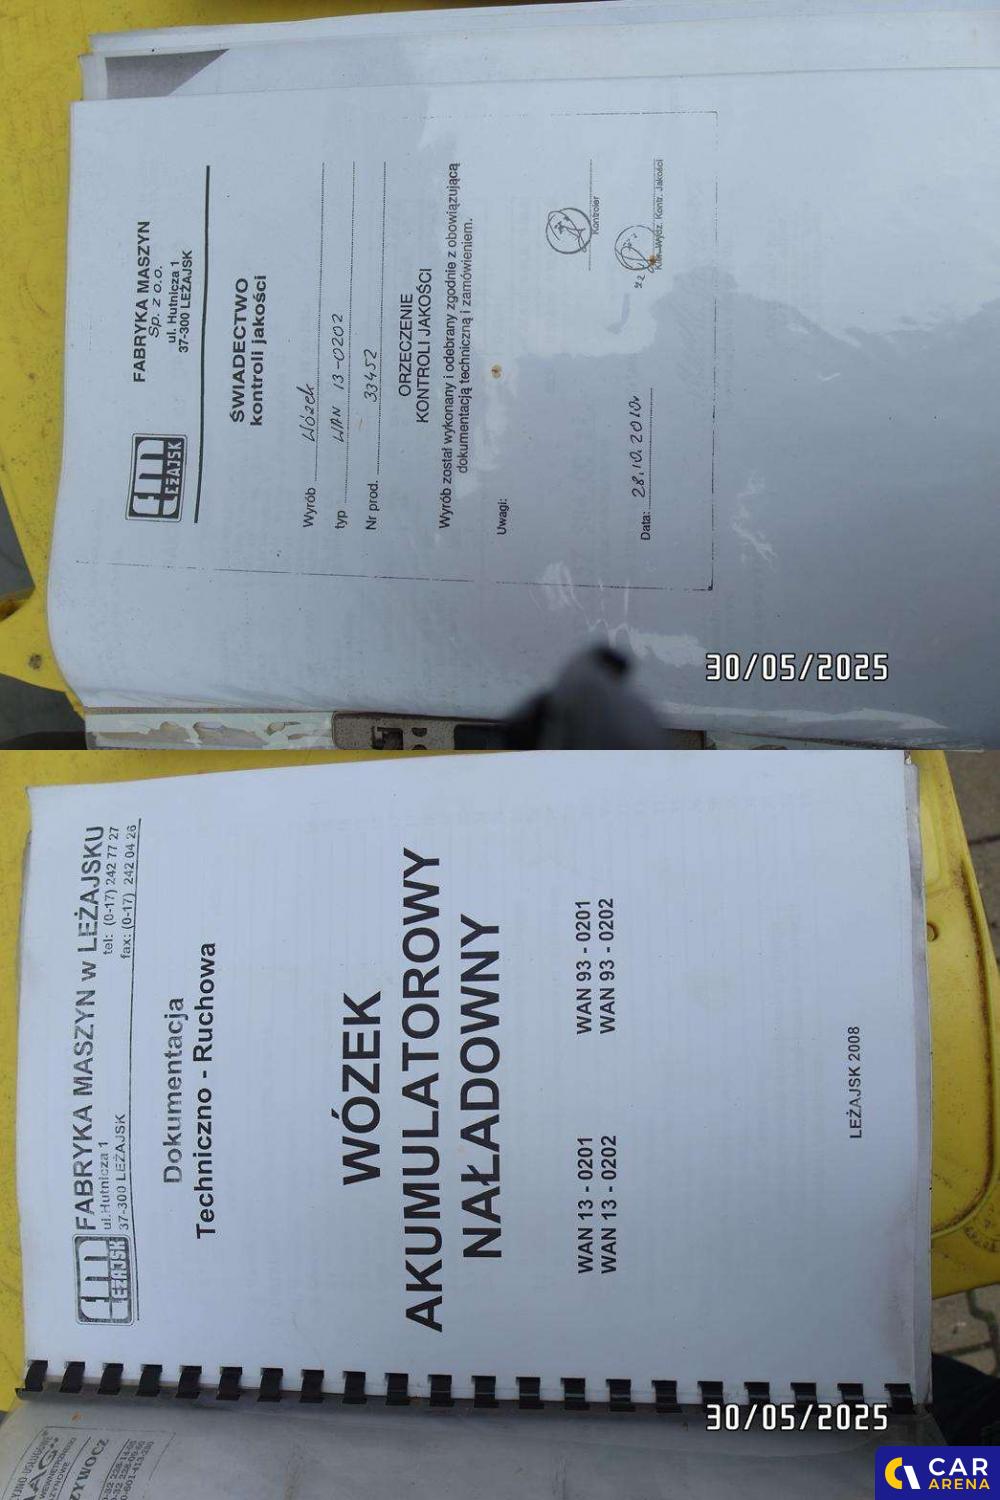 FABRYKA MASZYN
Sp. z o.o.
ul. Hutnicza 1
37-300 LEŻAJSK
LEŻAJSK
ŚWIADECTWO
kontroli jakości
Wyrób Wózek
typ WAN 13-0202
Nr prod. 33452
ORZECZENIE
KONTROLI JAKOŚCI
Wyrób został wykonany i odebrany zgodnie z obowiązującą
dokumentacją techniczną i zamówieniem.
Uwagi:
Kontroler
Data: 28.10.2010r
Wydz. Kontr. Jakości
30/05/2025
FABRYKA MASZYN w LEŻAJSKU
ul.Hutnicza 1 tel: (0-17) 242 77 27
37-300 LEŻAJSK fax: (0-17) 242 04 26
LEŻAJSK
Dokumentacja
Techniczno - Ruchowa
WÓZEK
AKUMULATOROWY
NAŁADOWNY
WAN 13 - 0201 WAN 93 - 0201
WAN 13 - 0202 WAN 93 - 0202
LEŻAJSK 2008
30/05/2025
CAR
ARENA